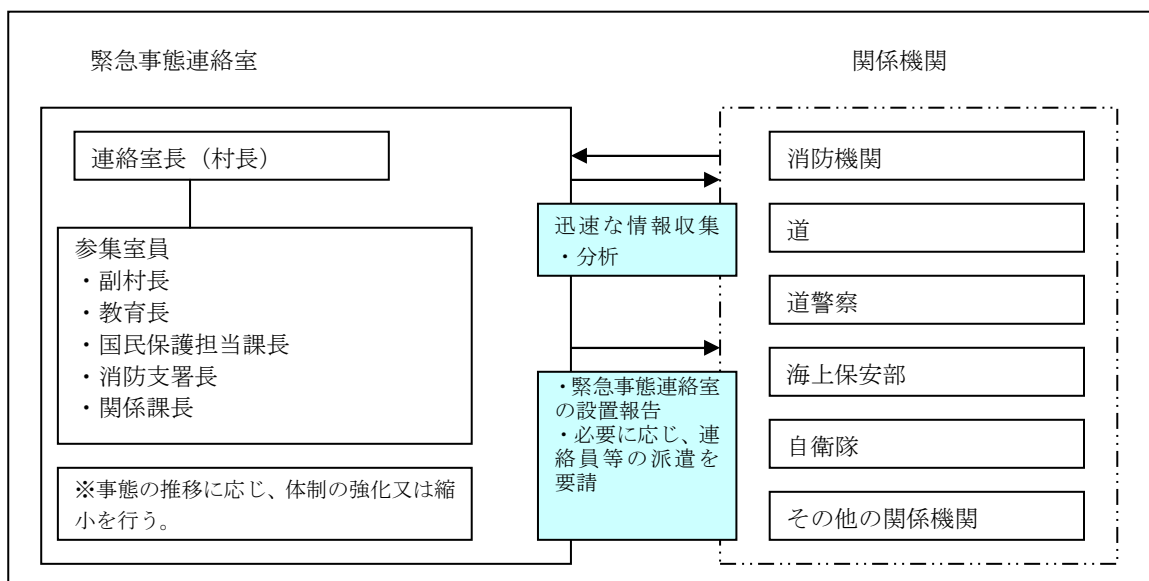 緊急事態連絡室
関係機関
連絡室長（村長）
参集室員
・副村長
・教育長
・国民保護担当課長
・消防支署長
・関係課長
※事態の推移に応じ、体制の強化又は縮
小を行う。
迅速な情報収集
・分析
・緊急事態連絡室
の設置報告
・必要に応じ、連
絡員等の派遣を
要請
消防機関
道
道警察
海上保安部
自衛隊
その他の関係機関